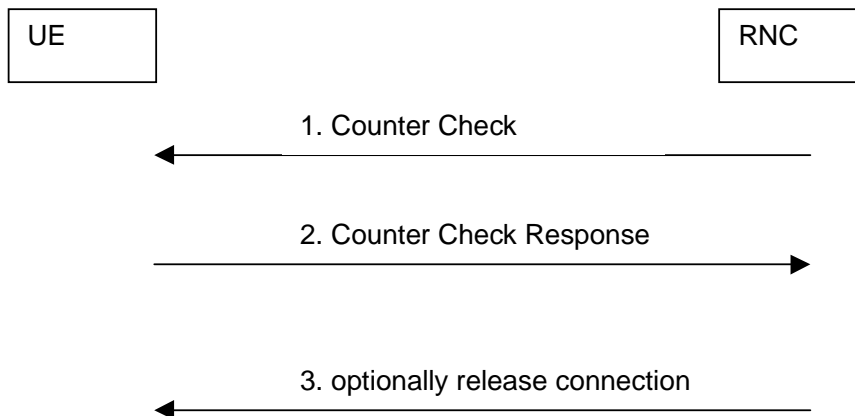 UE
RNC
1. Counter Check
2. Counter Check Response
3. optionally release connection